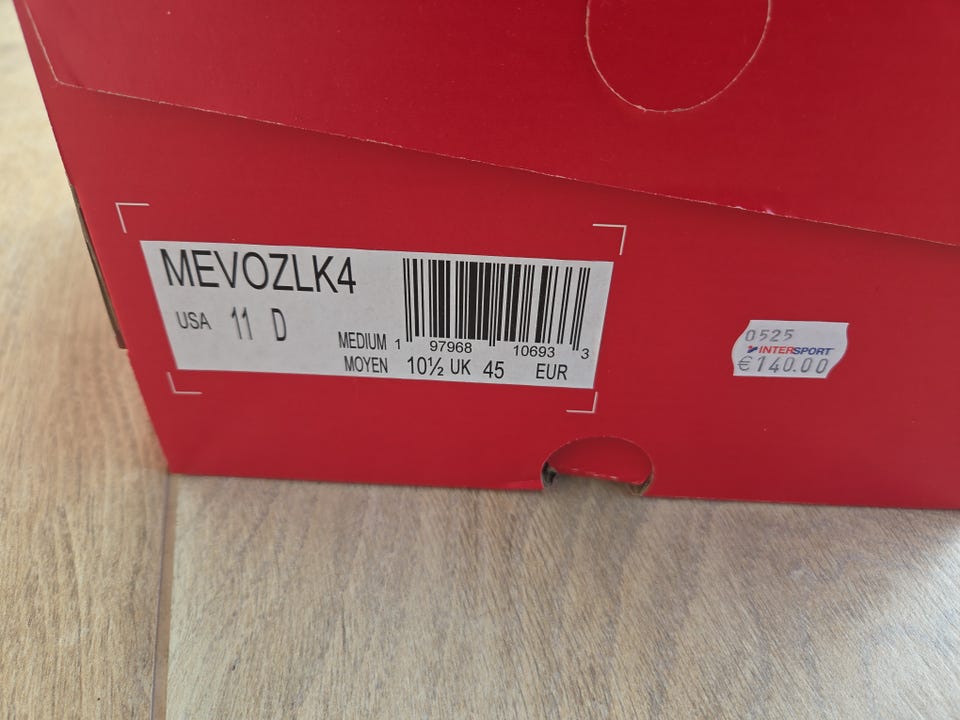 MEVOZLK4
USA 11 D
MEDIUM
MOYEN
1 97968 10693 3
10½ UK 45 EUR
0525
INTERSPORT
€140.00